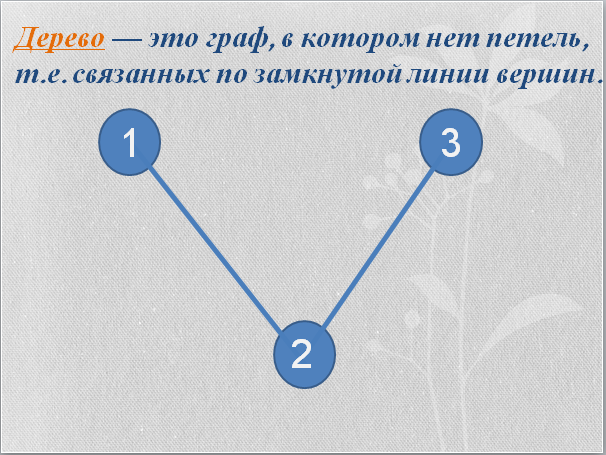 Дерево — это граф, в котором нет петель,
т.е. связанных по замкнутой линии вершин.
1 3
2